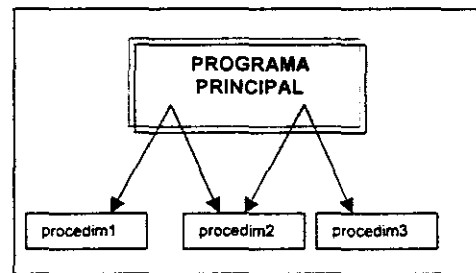 PROGRAMA
PRINCIPAL
procedim1
procedim2
procedim3